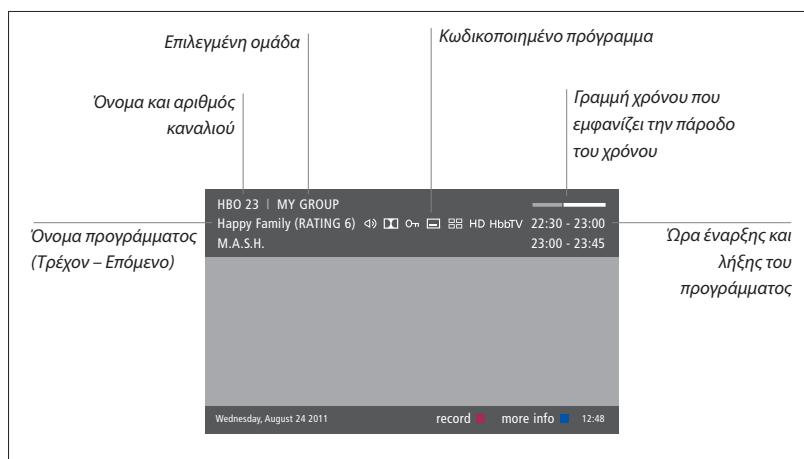 Επιλεγμένη ομάδα
Κωδικοποιημένο πρόγραμμα
Όνομα και αριθμός
καναλιού
Γραμμή χρόνου που
εμφανίζει την πάροδο
του χρόνου
HBO 23 | MY GROUP
Happy Family (RATING 6) HD HbbTV 22:30 - 23:00
M.A.S.H. 23:00 - 23:45
Όνομα προγράμματος
(Τρέχον – Επόμενο)
Ώρα έναρξης και
λήξης του
προγράμματος
Wednesday, August 24 2011 record more info 12:48